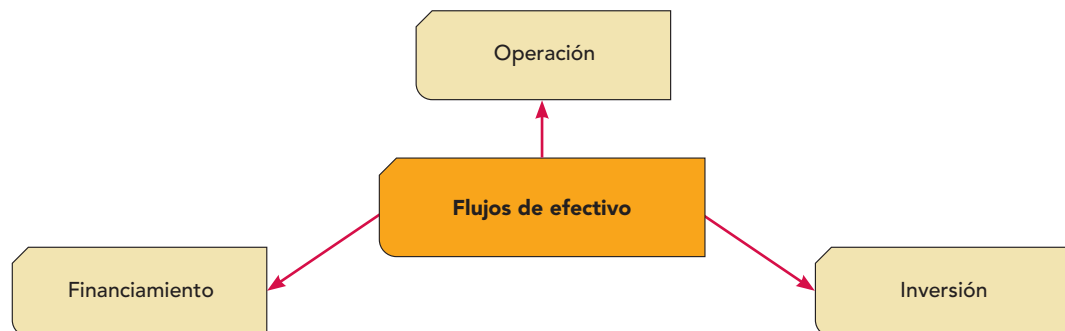 Operación
Flujos de efectivo
Financiamiento
Inversión